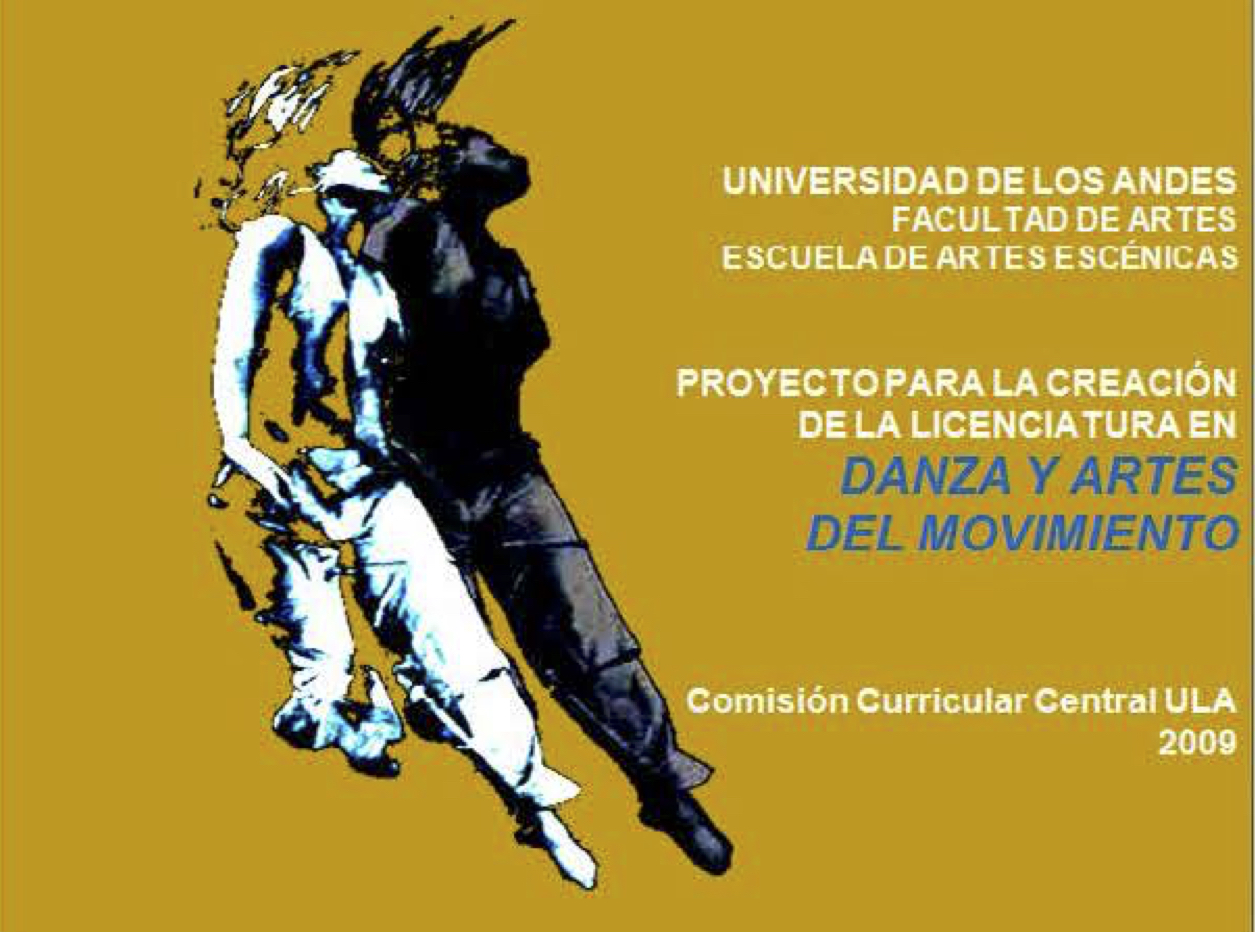 UNIVERSIDAD DE LOS ANDES
FACULTAD DE ARTES
ESCUELA DE ARTES ESCÉNICAS
PROYECTO PARA LA CREACIÓN
DE LA LICENCIATURA EN
DANZA Y ARTES
DEL MOVIMIENTO
Comisión Curricular Central ULA
2009